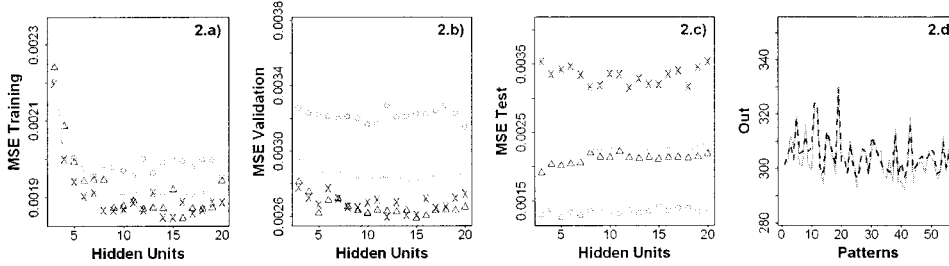 2.a)
MSE Training
0.0019 0.0021 0.0023
5 10 15 20
Hidden Units
2.b)
MSE Validation
0.0026 0.0030 0.0034 0.0038
5 10 15 20
Hidden Units
2.c)
MSE Test
0.0015 0.0025 0.0035
5 10 15 20
Hidden Units
2.d
Out
280 300 320 340
0 10 20 30 40 50
Patterns